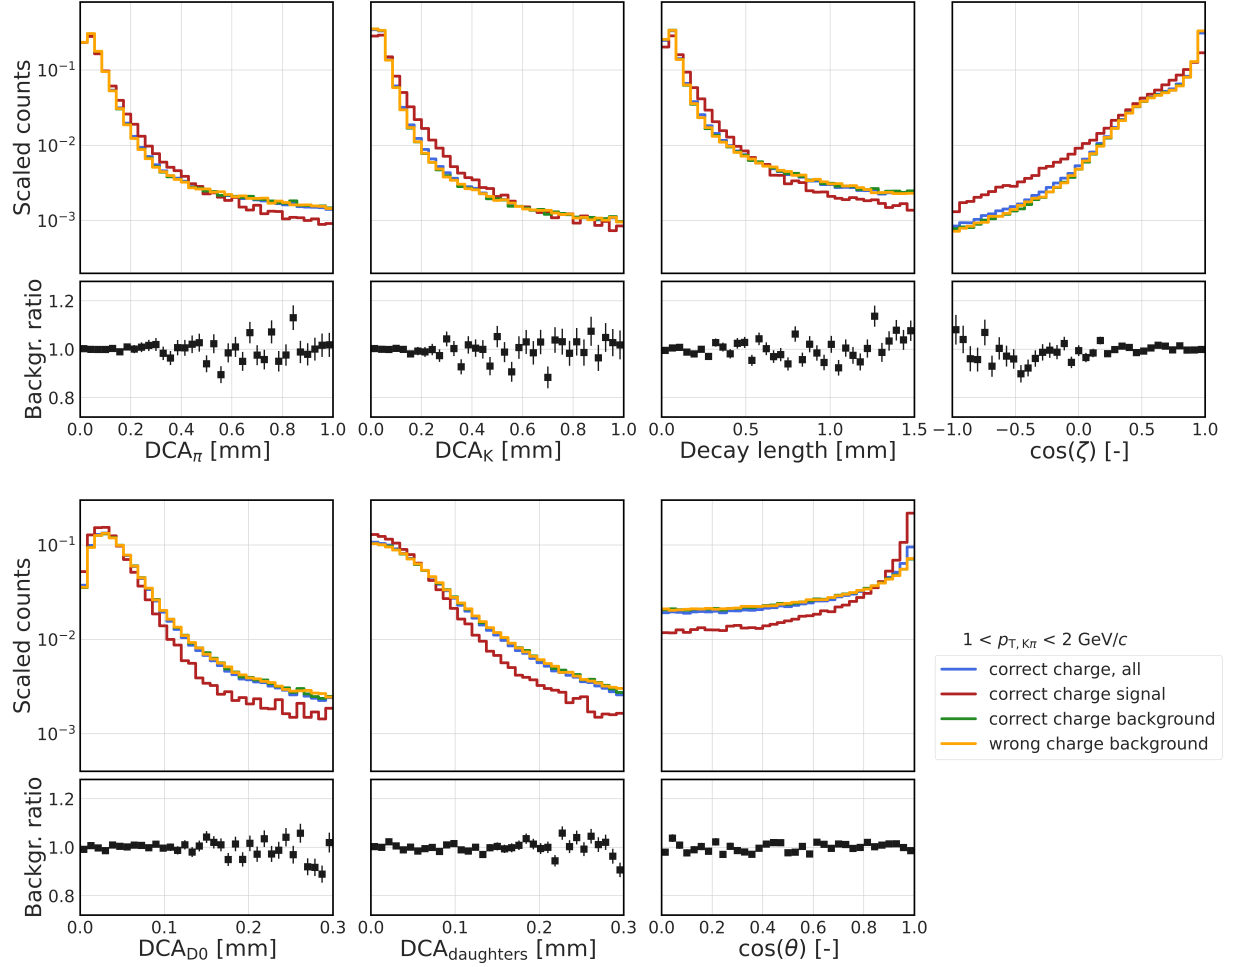 Scaled counts
10⁻¹
10⁻²
10⁻³
Backgr. ratio
1.2
1.0
0.8
0.0 0.2 0.4 0.6 0.8 1.0
DCA_π [mm]
0.0 0.2 0.4 0.6 0.8 1.0
DCA_K [mm]
0.0 0.5 1.0 1.5
Decay length [mm]
−1.0 −0.5 0.0 0.5 1.0
cos(ζ) [-]
Scaled counts
10⁻¹
10⁻²
10⁻³
Backgr. ratio
1.2
1.0
0.8
0.0 0.1 0.2 0.3
DCA_D0 [mm]
0.0 0.1 0.2 0.3
DCA_daughters [mm]
0.0 0.2 0.4 0.6 0.8 1.0
cos(θ) [-]
1 < p_T, Kπ < 2 GeV/c
correct charge, all
correct charge signal
correct charge background
wrong charge background